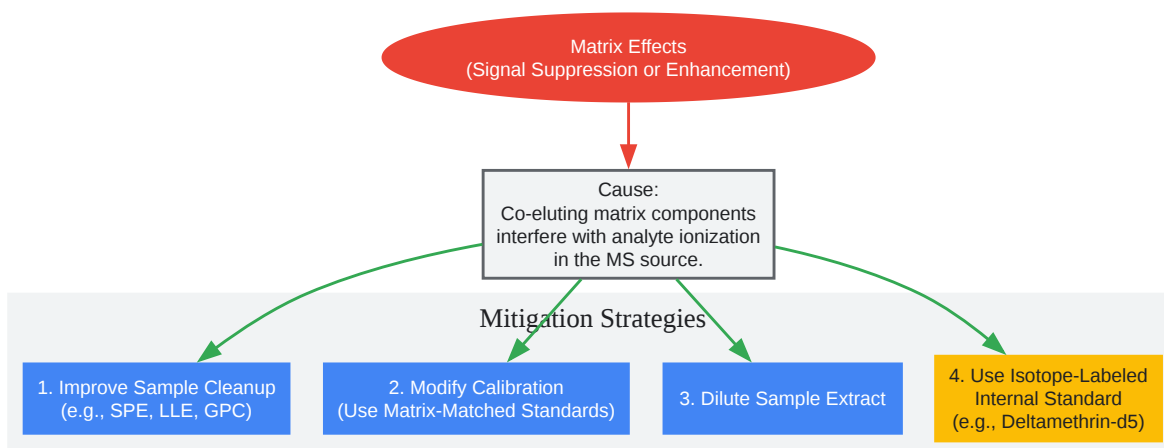 Matrix Effects
(Signal Suppression or Enhancement)
Cause:
Co-eluting matrix components
interfere with analyte ionization
in the MS source.
Mitigation Strategies
1. Improve Sample Cleanup
(e.g., SPE, LLE, GPC)
2. Modify Calibration
(Use Matrix-Matched Standards)
3. Dilute Sample Extract
4. Use Isotope-Labeled
Internal Standard
(e.g., Deltamethrin-d5)